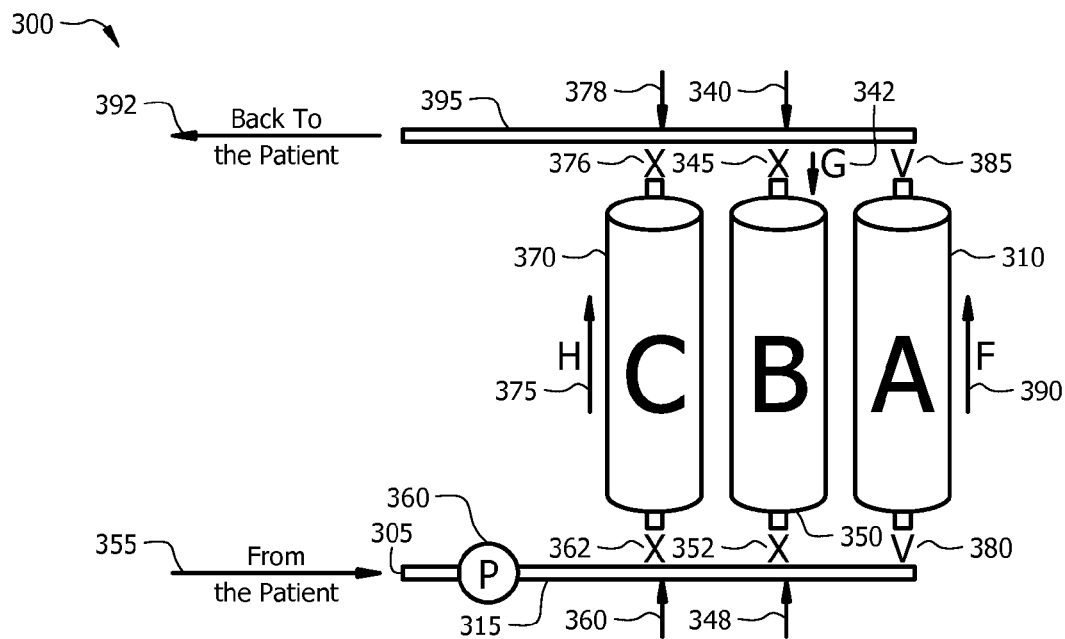 300
392
Back To
the Patient
395
378
340
342
376
X
345
X
G
V
385
370
310
H
375
C
B
A
F
390
360
355
From
the Patient
305
P
315
362
X
352
X
350
V
380
360
348